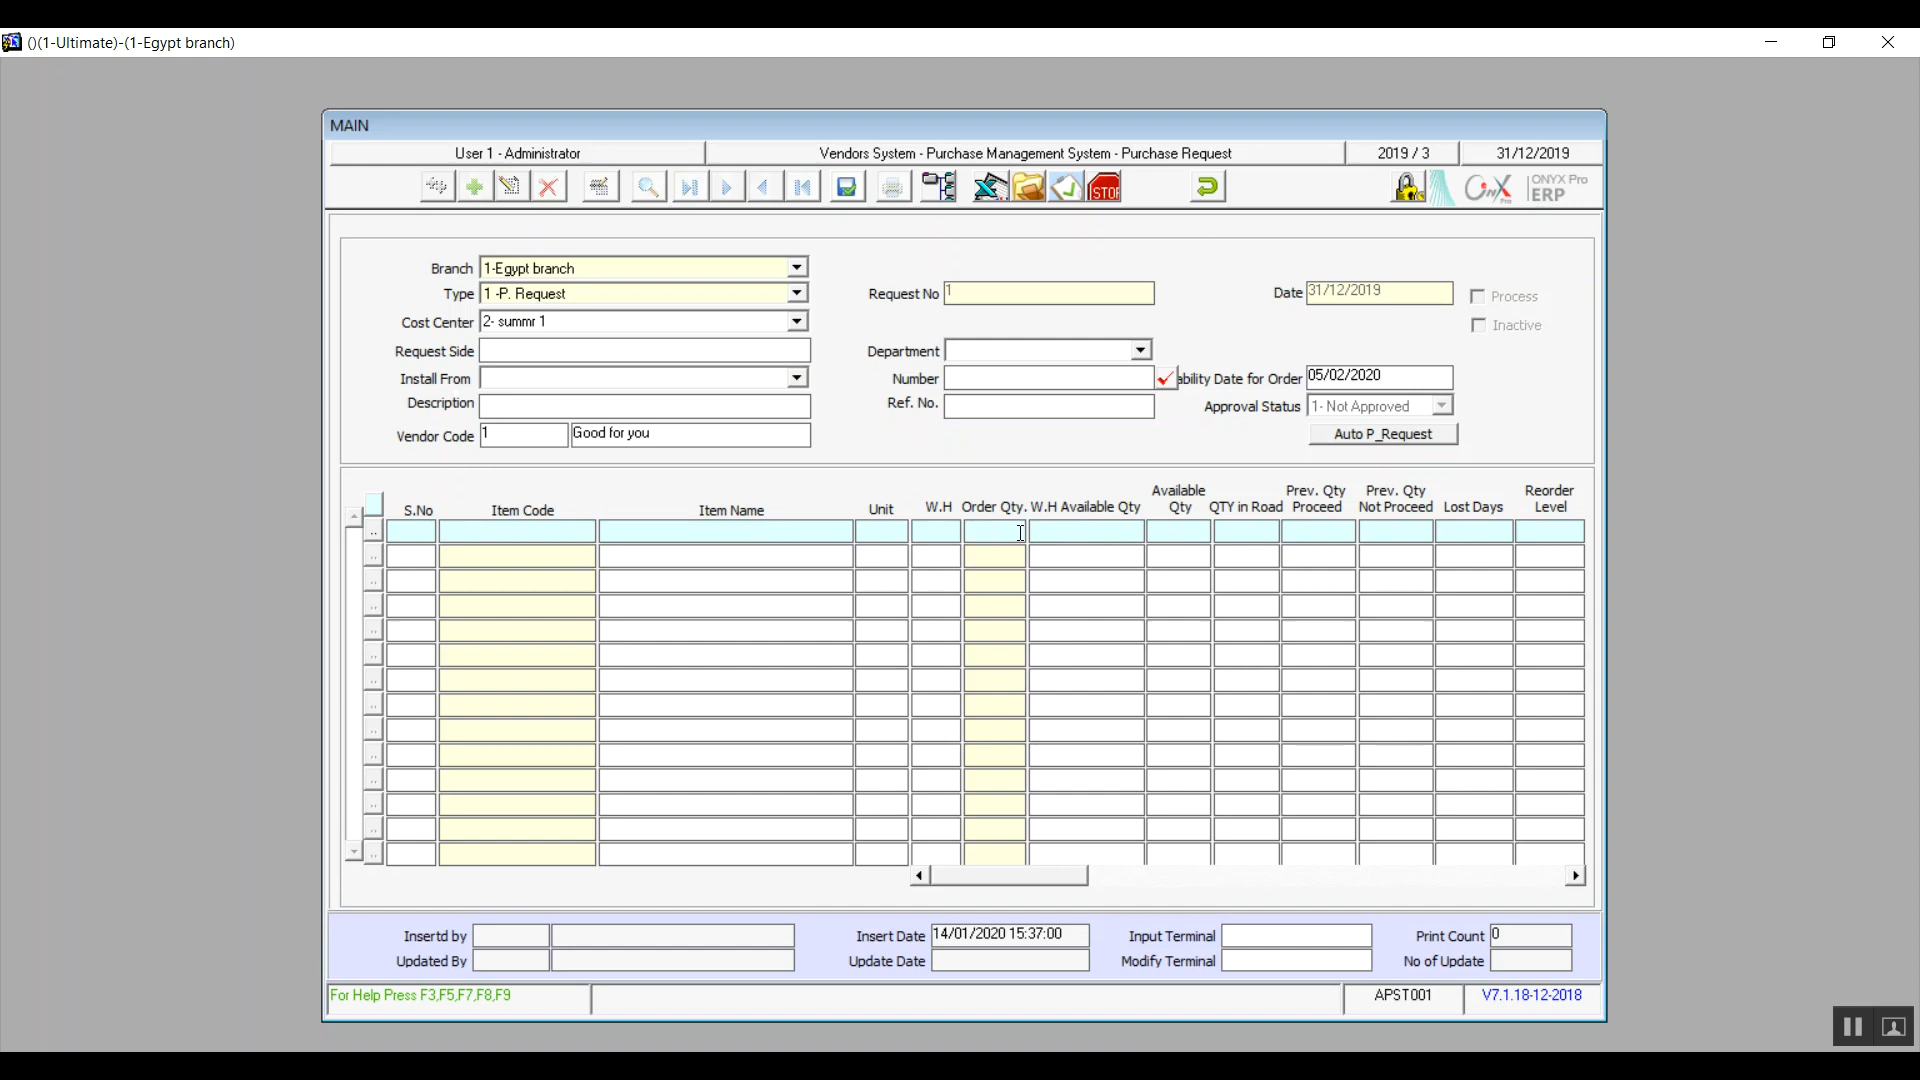 ()(1-Ultimate)-(1-Egypt branch)
MAIN
User 1 - Administrator
Vendors System - Purchase Management System - Purchase Request
2019 / 3
31/12/2019
STOP
ONYX
ONYX Pro
ERP
Branch 1-Egypt branch
Type 1 -P. Request
Request No 1
Date 31/12/2019
Process
Cost Center 2- summr 1
Inactive
Request Side
Department
Install From
Number
ability Date for Order 05/02/2020
Description
Ref. No.
Approval Status 1- Not Approved
Vendor Code 1 Good for you
Auto P_Request
S.No
Item Code
Item Name
Unit
W.H
Order Qty.
W.H Available Qty
Available
Qty
QTY in Road
Prev. Qty
Proceed
Prev. Qty
Not Proceed
Lost Days
Reorder
Level
Insertd by
Insert Date 14/01/2020 15:37:00
Input Terminal
Print Count 0
Updated By
Update Date
Modify Terminal
No of Update
For Help Press F3,F5,F7,F8,F9
APST001
V7.1.18-12-2018